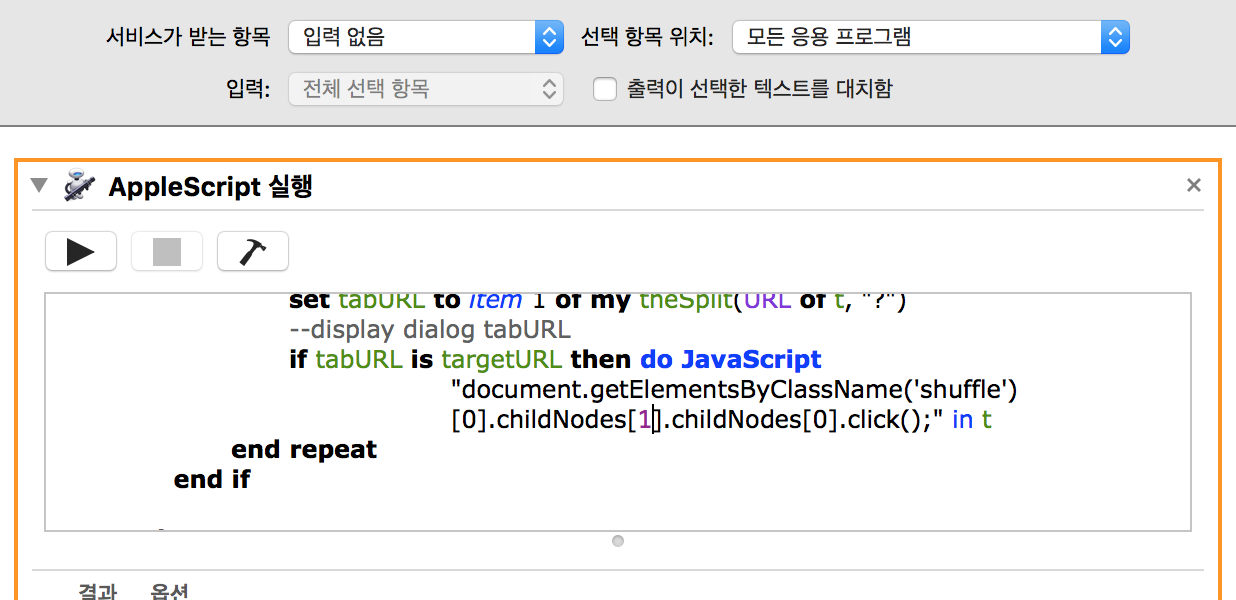 서비스가 받는 항목 입력 없음 선택 항목 위치: 모든 응용 프로그램
입력: 전체 선택 항목 출력이 선택한 텍스트를 대치함
AppleScript 실행
set tabURL to item 1 of my theSplit(URL of t, "?")
--display dialog tabURL
if tabURL is targetURL then do JavaScript
"document.getElementsByClassName('shuffle')
[0].childNodes[1].childNodes[0].click();" in t
end repeat
end if
결과 옵션